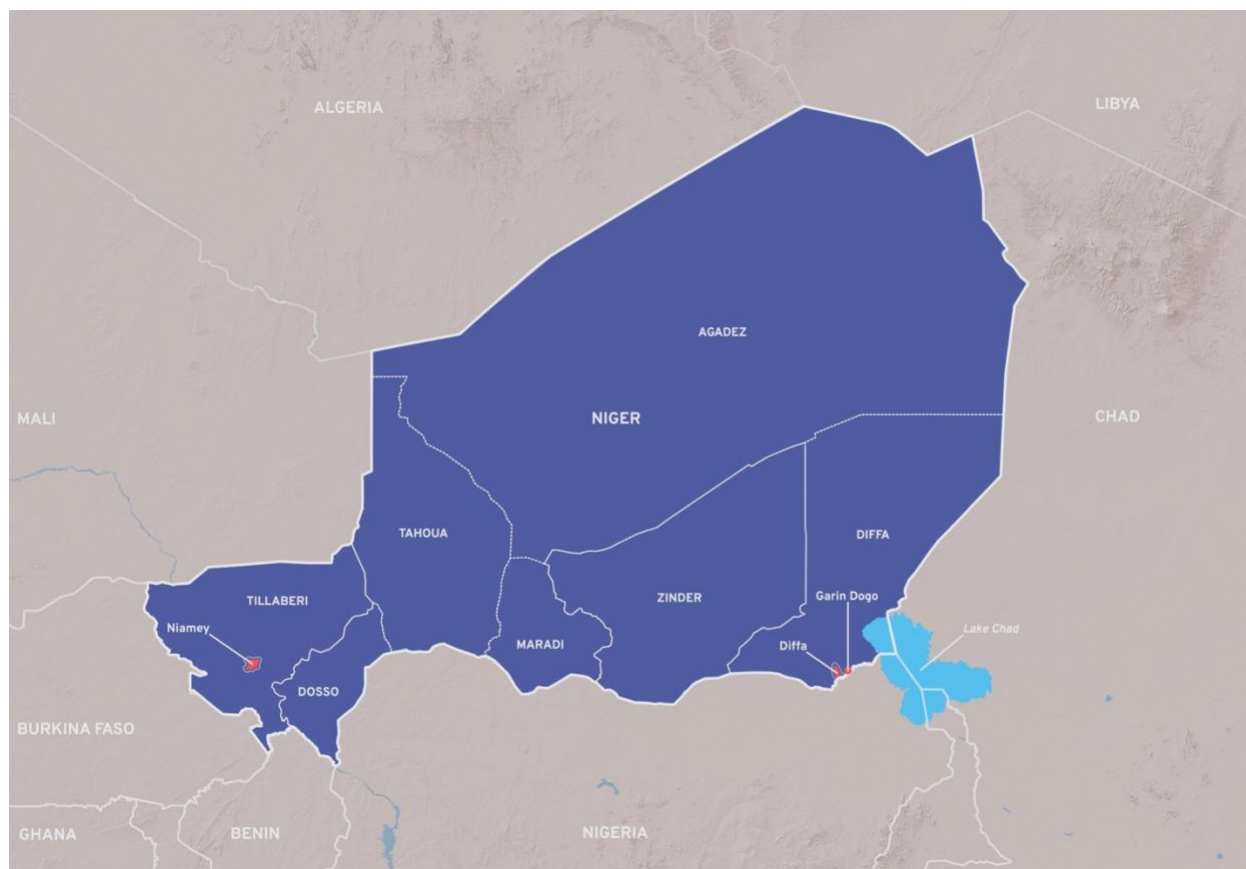 ALGERIA
LIBYA
AGADEZ
MALI
NIGER
CHAD
TAHOUA
DIFFA
TILLABERI
ZINDER
Garin Dogo
Niamey
Lake Chad
MARADI
Diffa
DOSSO
BURKINA FASO
GHANA
BENIN
NIGERIA